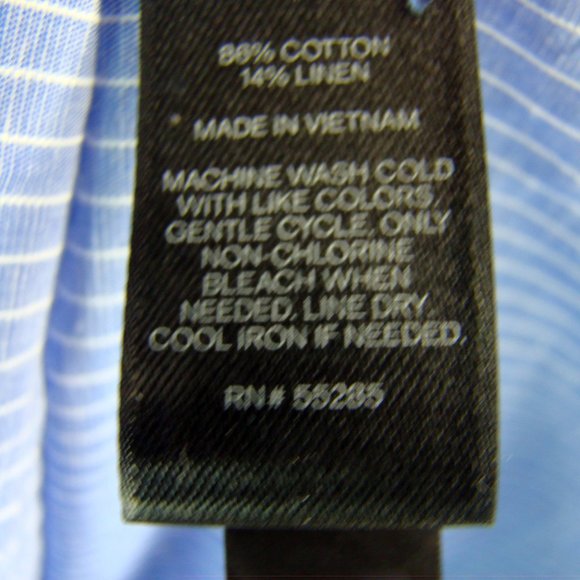 86% COTTON
14% LINEN
MADE IN VIETNAM
MACHINE WASH COLD
WITH LIKE COLORS.
GENTLE CYCLE. ONLY
NON-CHLORINE
BLEACH WHEN
NEEDED. LINE DRY.
COOL IRON IF NEEDED.
RN# 55285